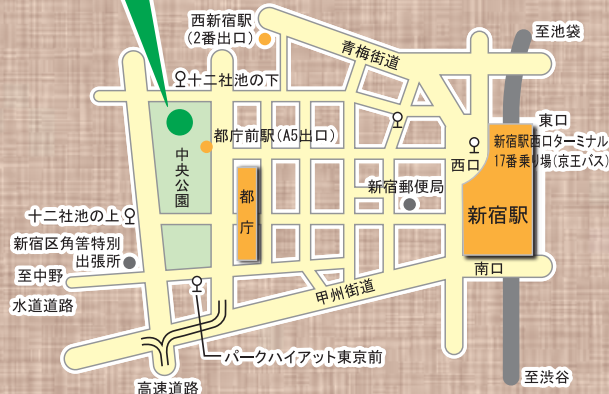 西新宿駅
(2番出口)
青梅街道
至池袋
十二社池の下
東口
新宿駅西口ターミナル
17番乗り場(京王バス)
都庁前駅(A5出口)
西口
中央公園
新宿郵便局
都庁
新宿駅
十二社池の上
新宿区角筈特別
出張所
至中野
南口
水道道路
甲州街道
パークハイアット東京前
高速道路
至渋谷